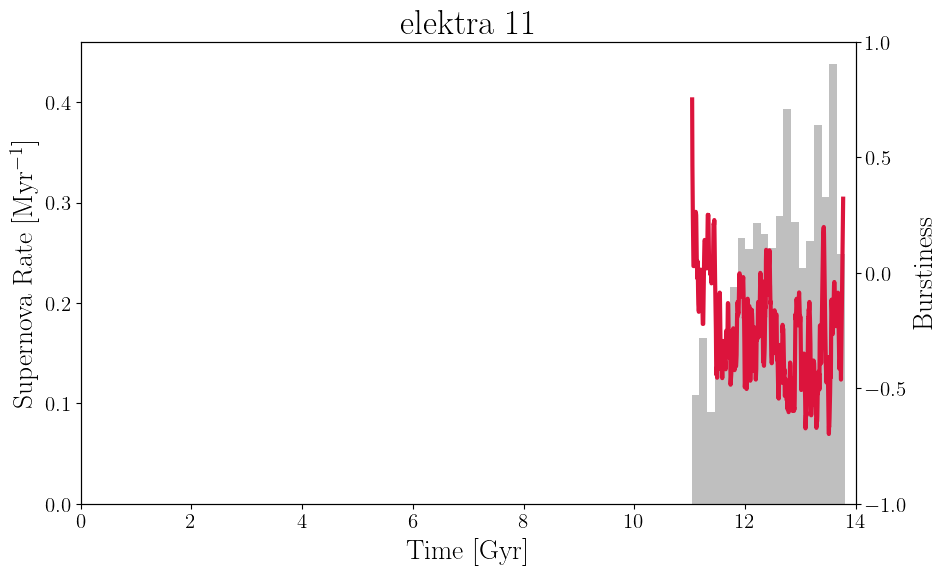 elektra 11
Supernova Rate [Myr⁻¹]
0.4
0.3
0.2
0.1
0.0
1.0
0.5
0.0
−0.5
−1.0
Burstiness
0 2 4 6 8 10 12 14
Time [Gyr]